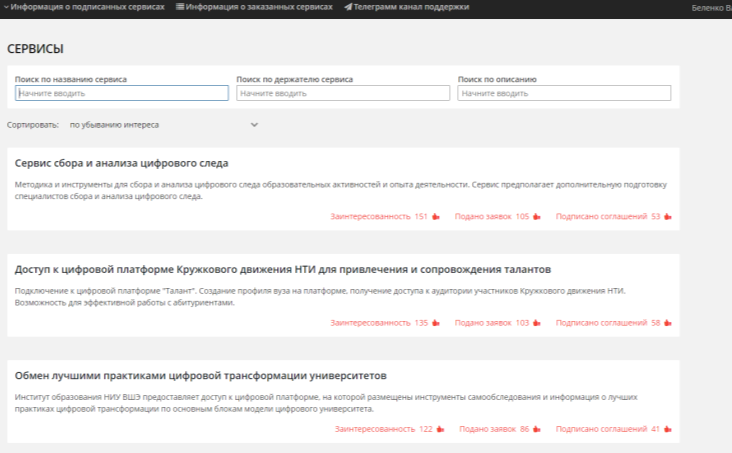 Информация о подписанных сервисах Информация о заказанных сервисах Телеграмм канал поддержки Беленко В
СЕРВИСЫ
Поиск по названию сервиса Поиск по держателю сервиса Поиск по описанию
Начните вводить Начните вводить Начните вводить
Сортировать: по убыванию интереса
Сервис сбора и анализа цифрового следа
Методика и инструменты для сбора и анализа цифрового следа образовательных активностей и опыта деятельности. Сервис предполагает дополнительную подготовку
специалистов сбора и анализа цифрового следа.
Заинтересованность 151 Подано заявок 105 Подписано соглашений 53
Доступ к цифровой платформе Кружкового движения НТИ для привлечения и сопровождения талантов
Подключение к цифровой платформе "Талант". Создание профиля вуза на платформе, получение доступа к аудитории участников Кружкового движения НТИ.
Возможность для эффективной работы с абитуриентами.
Заинтересованность 135 Подано заявок 103 Подписано соглашений 58
Обмен лучшими практиками цифровой трансформации университетов
Институт образования НИУ ВШЭ предоставляет доступ к цифровой платформе, на которой размещены инструменты самообследования и информация о лучших
практиках цифровой трансформации по основным блокам модели цифрового университета.
Заинтересованность 122 Подано заявок 86 Подписано соглашений 41